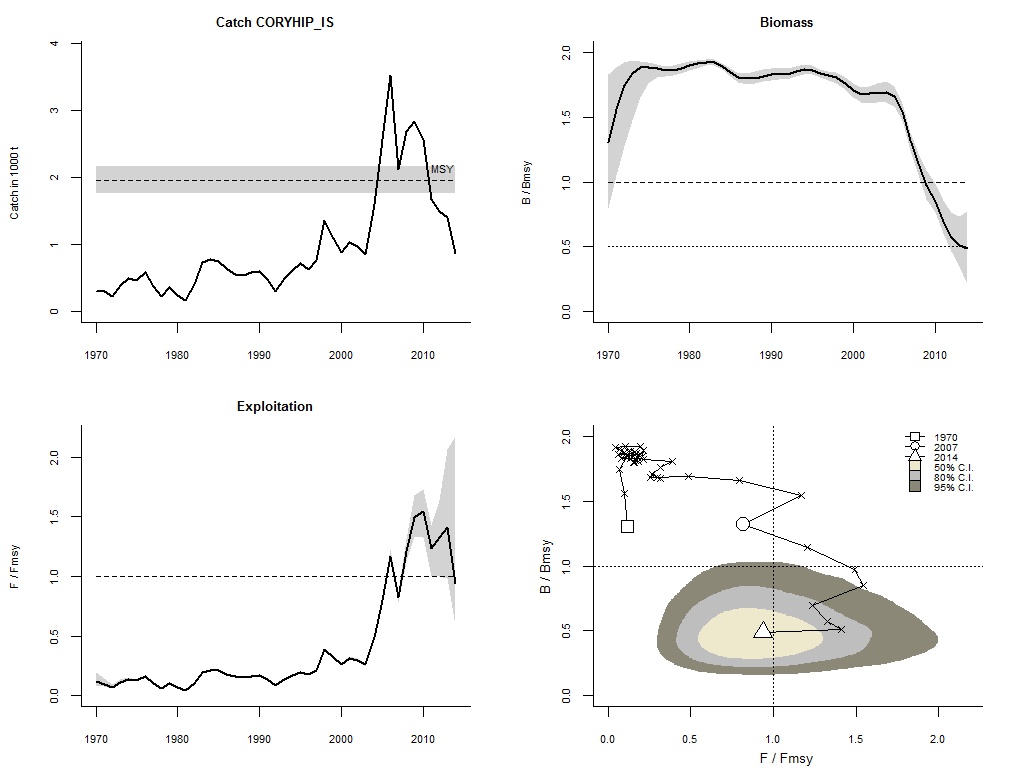 Catch CORYHIP_IS
Catch in 1000 t
4
3
2
1
0
MSY
1970 1980 1990 2000 2010
Biomass
B / Bmsy
2.0
1.5
1.0
0.5
0.0
1970 1980 1990 2000 2010
Exploitation
F / Fmsy
2.0
1.5
1.0
0.5
0.0
1970 1980 1990 2000 2010
B / Bmsy
2.0
1.5
1.0
0.5
0.0
1970
2007
2014
50% C.I.
80% C.I.
95% C.I.
0.0 0.5 1.0 1.5 2.0
F / Fmsy